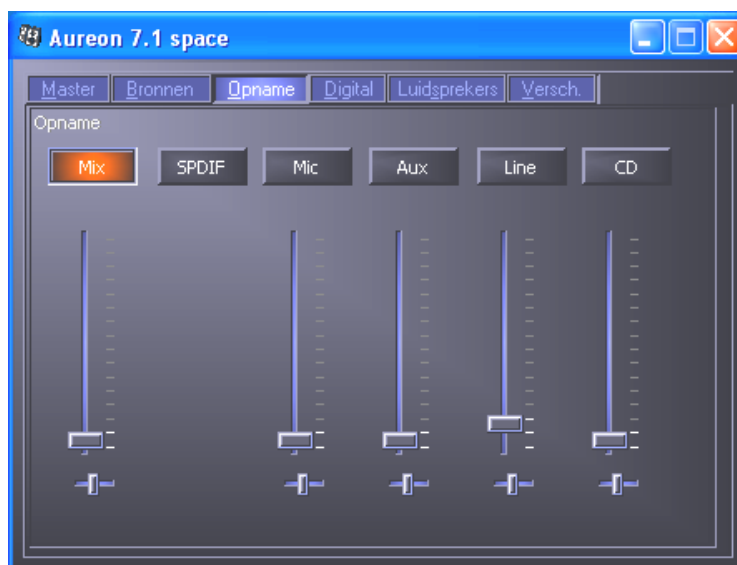 Aureon 7.1 space
Master Bronnen Opname Digital Luidsprekers Versch.
Opname
Mix SPDIF Mic Aux Line CD